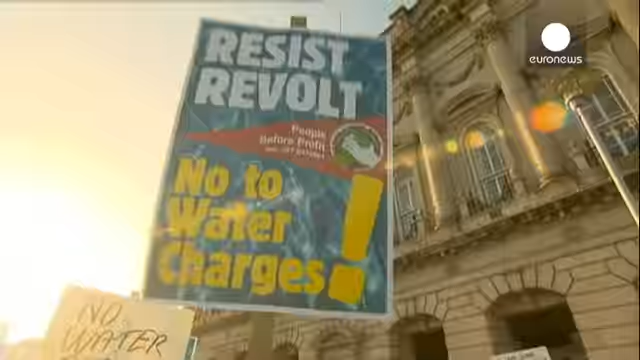 RESIST
REVOLT
People
Before Profit
No to
Water
Charges!
NO
WATER
euronews